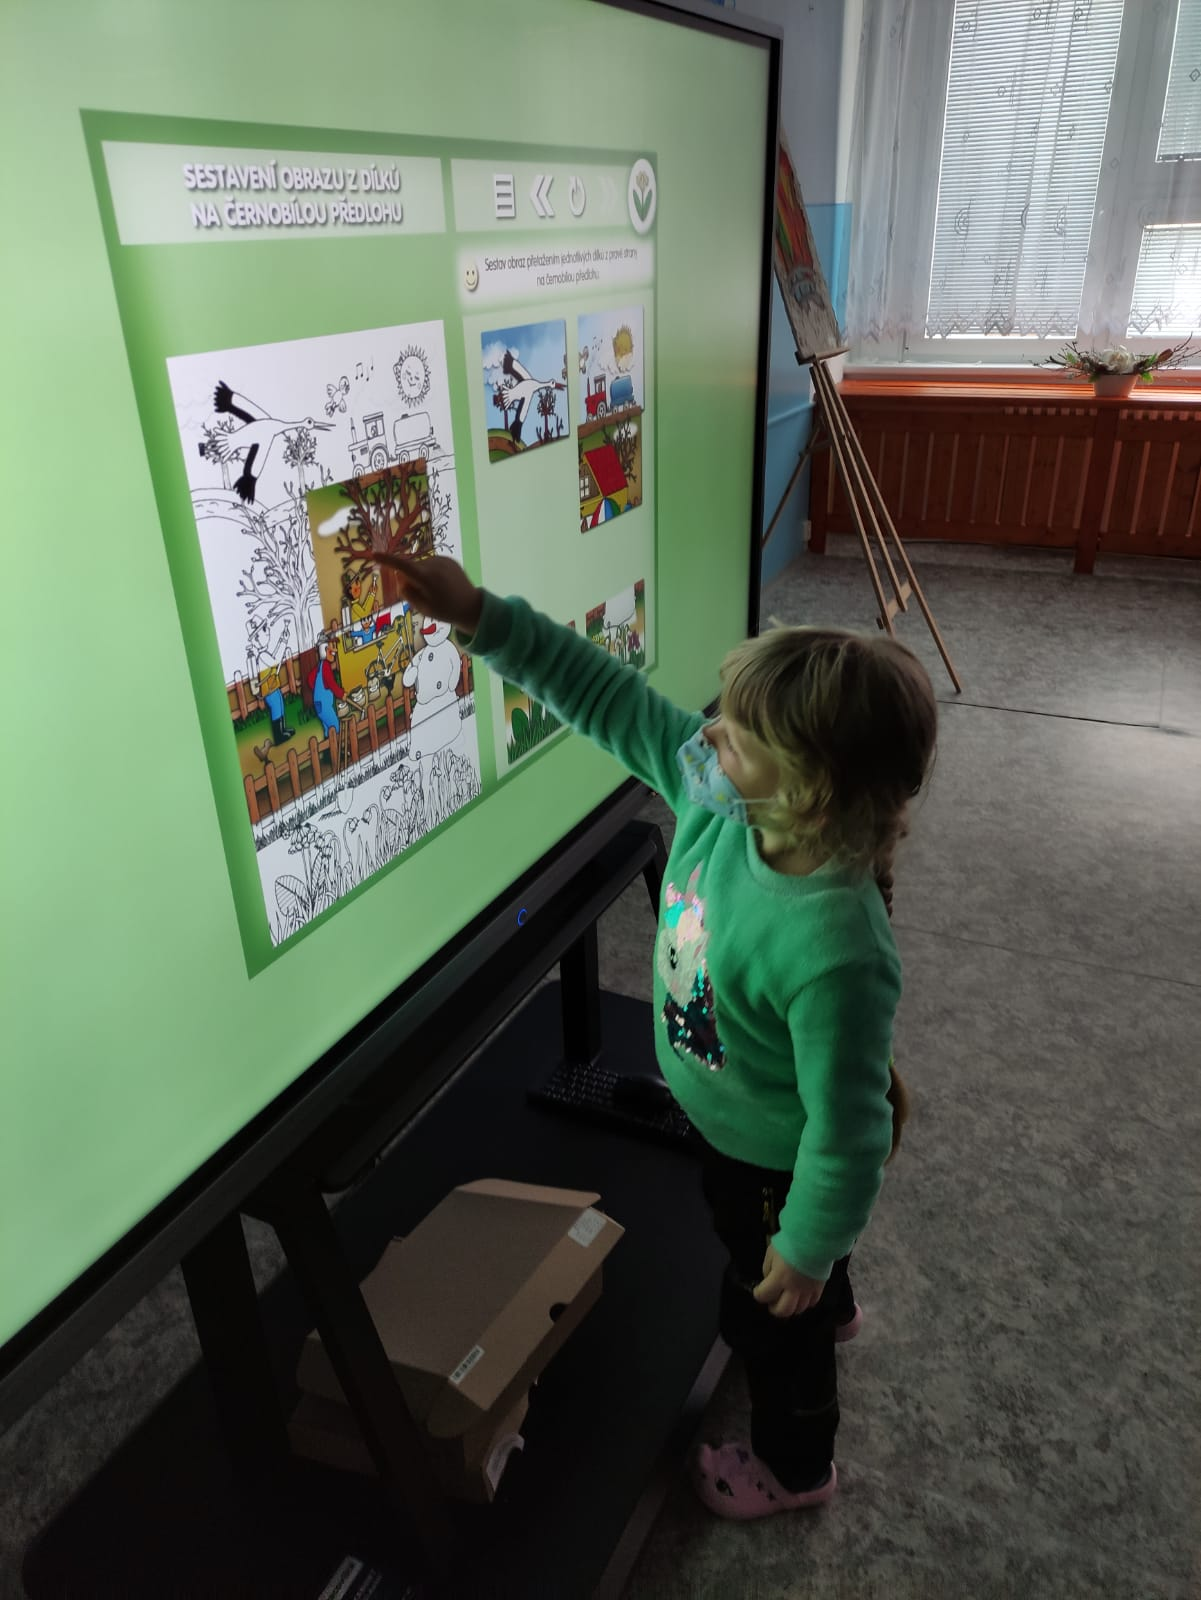 SESTAVENÍ OBRAZU Z DÍLKŮ
NA ČERNOBÍLOU PŘEDLOHU
Sestav obraz přetažením jednotlivých dílků z pravé strany
na černobílou předlohu.